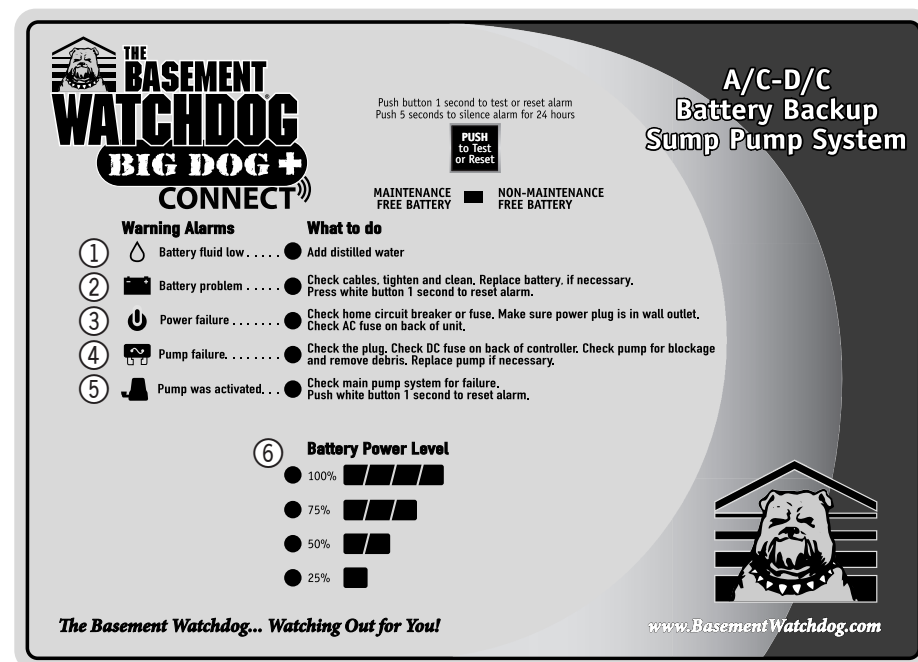 THE
BASEMENT
WATCHDOG®
BIG DOG +
CONNECT
A/C-D/C
Battery Backup
Sump Pump System
Push button 1 second to test or reset alarm
Push 5 seconds to silence alarm for 24 hours
PUSH
to Test
or Reset
MAINTENANCE
FREE BATTERY
NON-MAINTENANCE
FREE BATTERY
Warning Alarms
What to do
1 Battery fluid low . . . . . Add distilled water
2 Battery problem . . . . . Check cables, tighten and clean. Replace battery, if necessary.
Press white button 1 second to reset alarm.
3 Power failure . . . . . . . Check home circuit breaker or fuse. Make sure power plug is in wall outlet.
Check AC fuse on back of unit.
4 Pump failure. . . . . . . . Check the plug. Check DC fuse on back of controller. Check pump for blockage
and remove debris. Replace pump if necessary.
5 Pump was activated. . . Check main pump system for failure.
Push white button 1 second to reset alarm.
6 Battery Power Level
100%
75%
50%
25%
The Basement Watchdog... Watching Out for You!
www.BasementWatchdog.com